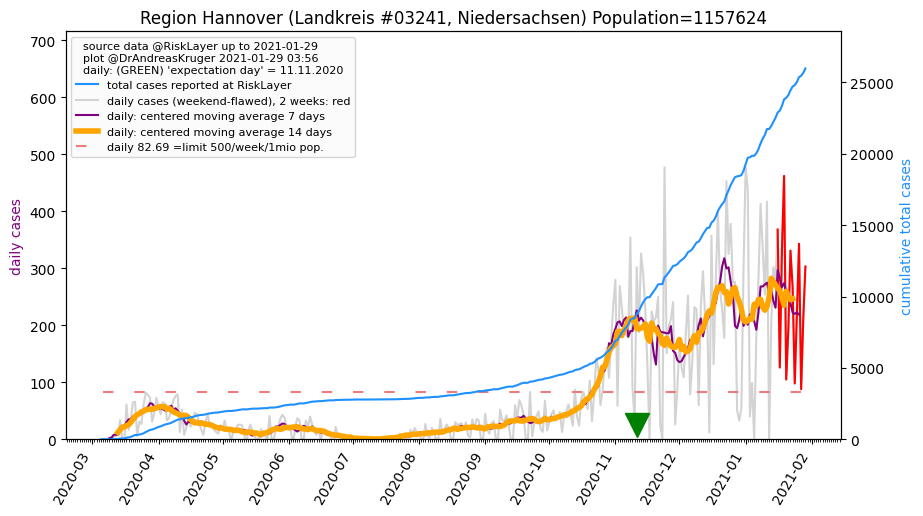 Region Hannover (Landkreis #03241, Niedersachsen) Population=1157624
source data @RiskLayer up to 2021-01-29
plot @DrAndreasKruger 2021-01-29 03:56
daily: (GREEN) 'expectation day' = 11.11.2020
total cases reported at RiskLayer
daily cases (weekend-flawed), 2 weeks: red
daily: centered moving average 7 days
daily: centered moving average 14 days
daily 82.69 =limit 500/week/1mio pop.
daily cases
700
600
500
400
300
200
100
0
cumulative total cases
25000
20000
15000
10000
5000
0
2020-03
2020-04
2020-05
2020-06
2020-07
2020-08
2020-09
2020-10
2020-11
2020-12
2021-01
2021-02